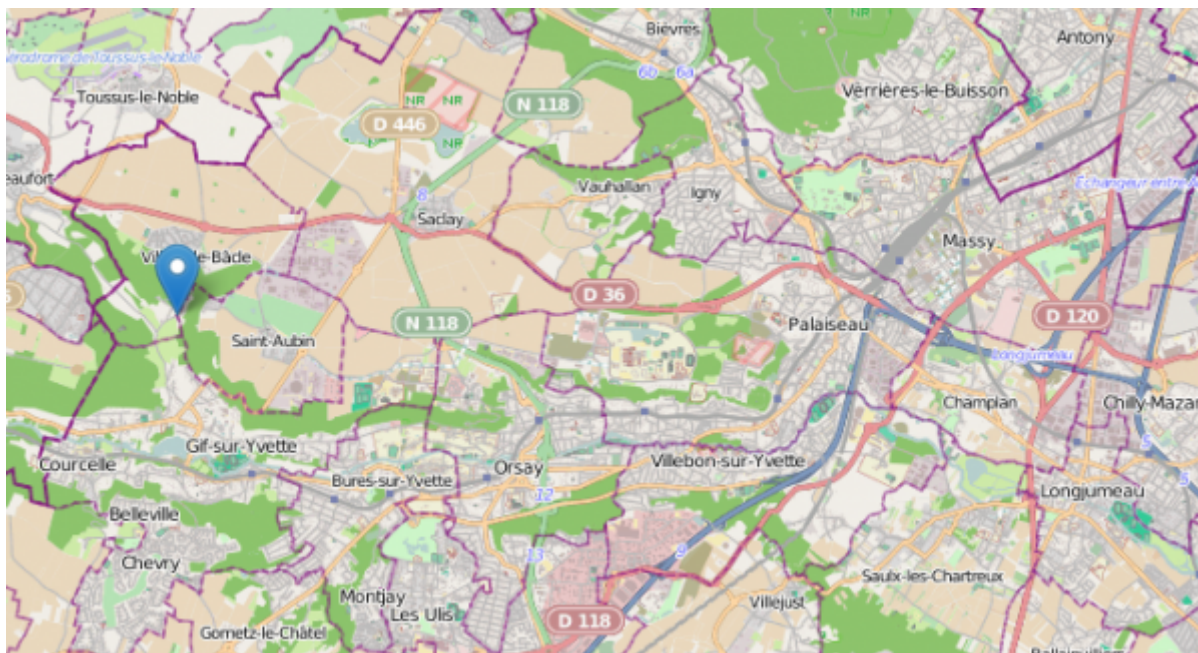 Bièvres
Antony
Aérodrome de Toussus-le-Noble
6b 6a
Toussus-le-Noble
NR NR
N 118
Verrières-le-Buisson
D 446
NR
eaufort
Vauhallan
Igny
Echangeur entre
8
Saclay
Massy
D 36
N 118
D 120
Palaiseau
Saint-Aubin
Longjumeau
Champlan
Chilly-Mazar
Gif-sur-Yvette
5
Courcelle
Orsay
Villebon-sur-Yvette
Bures-sur-Yvette
5
12
Longjumeau
Belleville
13
9
Chevry
Saulx-les-Chartreux
Montjay
Villejust
Les Ulis
D 118
Gometz-le-Châtel